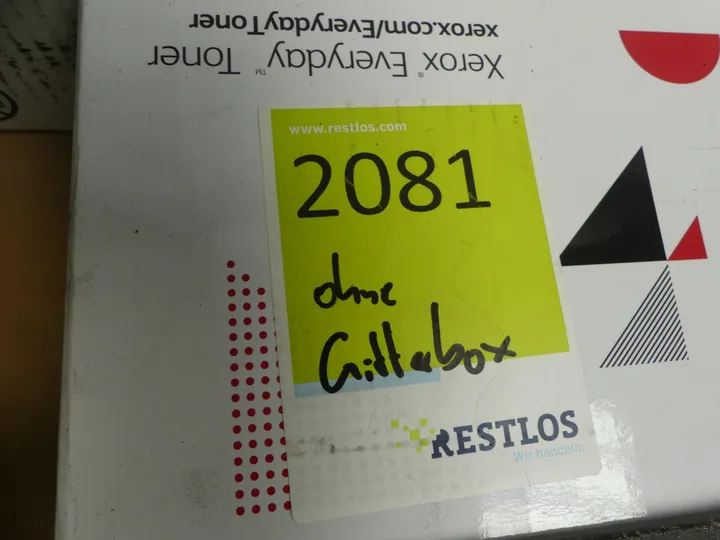 xerox.com/EverydayToner
Xerox® Everyday™ Toner
www.restlos.com
2081
ohne
Gitterbox
RESTLOS
Wir handeln.